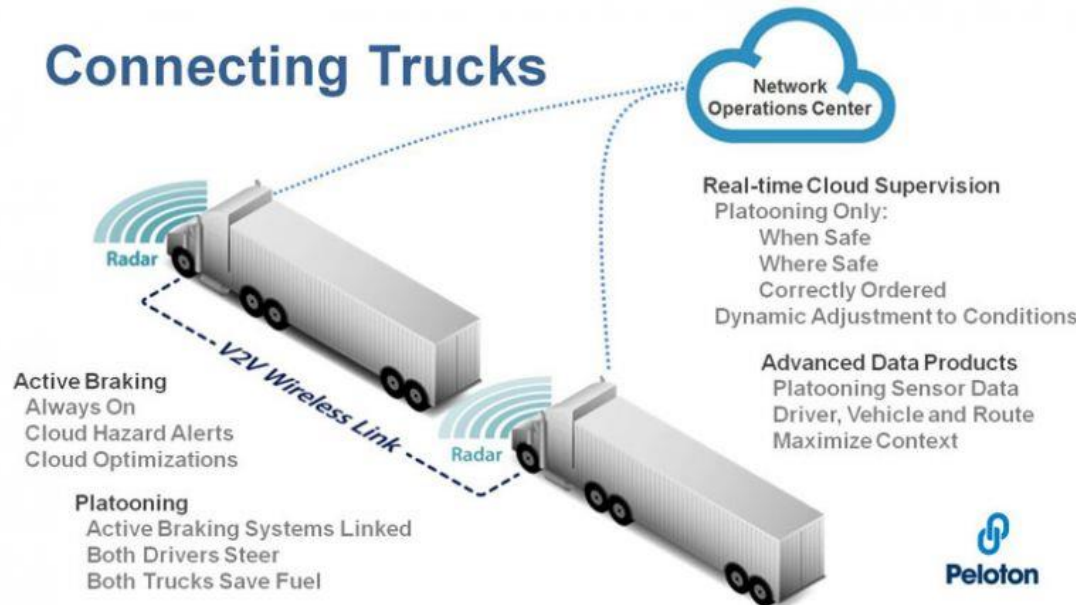 Connecting Trucks
Network
Operations Center
Radar
V2V Wireless Link
Radar
Real-time Cloud Supervision
Platooning Only:
When Safe
Where Safe
Correctly Ordered
Dynamic Adjustment to Conditions
Advanced Data Products
Platooning Sensor Data
Driver, Vehicle and Route
Maximize Context
Active Braking
Always On
Cloud Hazard Alerts
Cloud Optimizations
Platooning
Active Braking Systems Linked
Both Drivers Steer
Both Trucks Save Fuel
Peloton